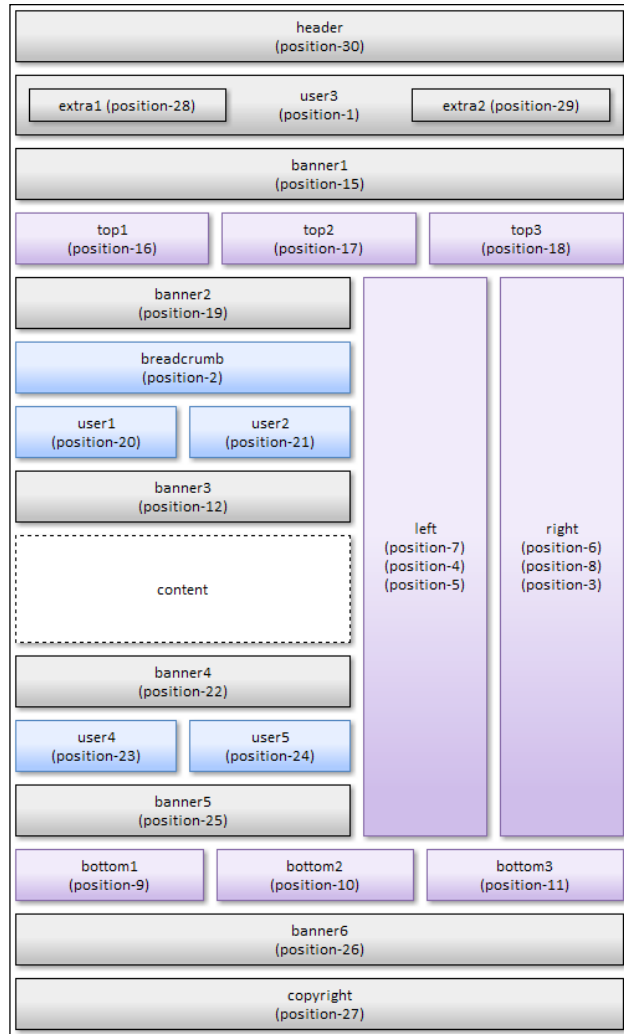 header
(position-30)
extra1 (position-28)
user3
(position-1)
extra2 (position-29)
banner1
(position-15)
top1
(position-16)
top2
(position-17)
top3
(position-18)
banner2
(position-19)
breadcrumb
(position-2)
user1
(position-20)
user2
(position-21)
banner3
(position-12)
content
banner4
(position-22)
user4
(position-23)
user5
(position-24)
banner5
(position-25)
left
(position-7)
(position-4)
(position-5)
right
(position-6)
(position-8)
(position-3)
bottom1
(position-9)
bottom2
(position-10)
bottom3
(position-11)
banner6
(position-26)
copyright
(position-27)